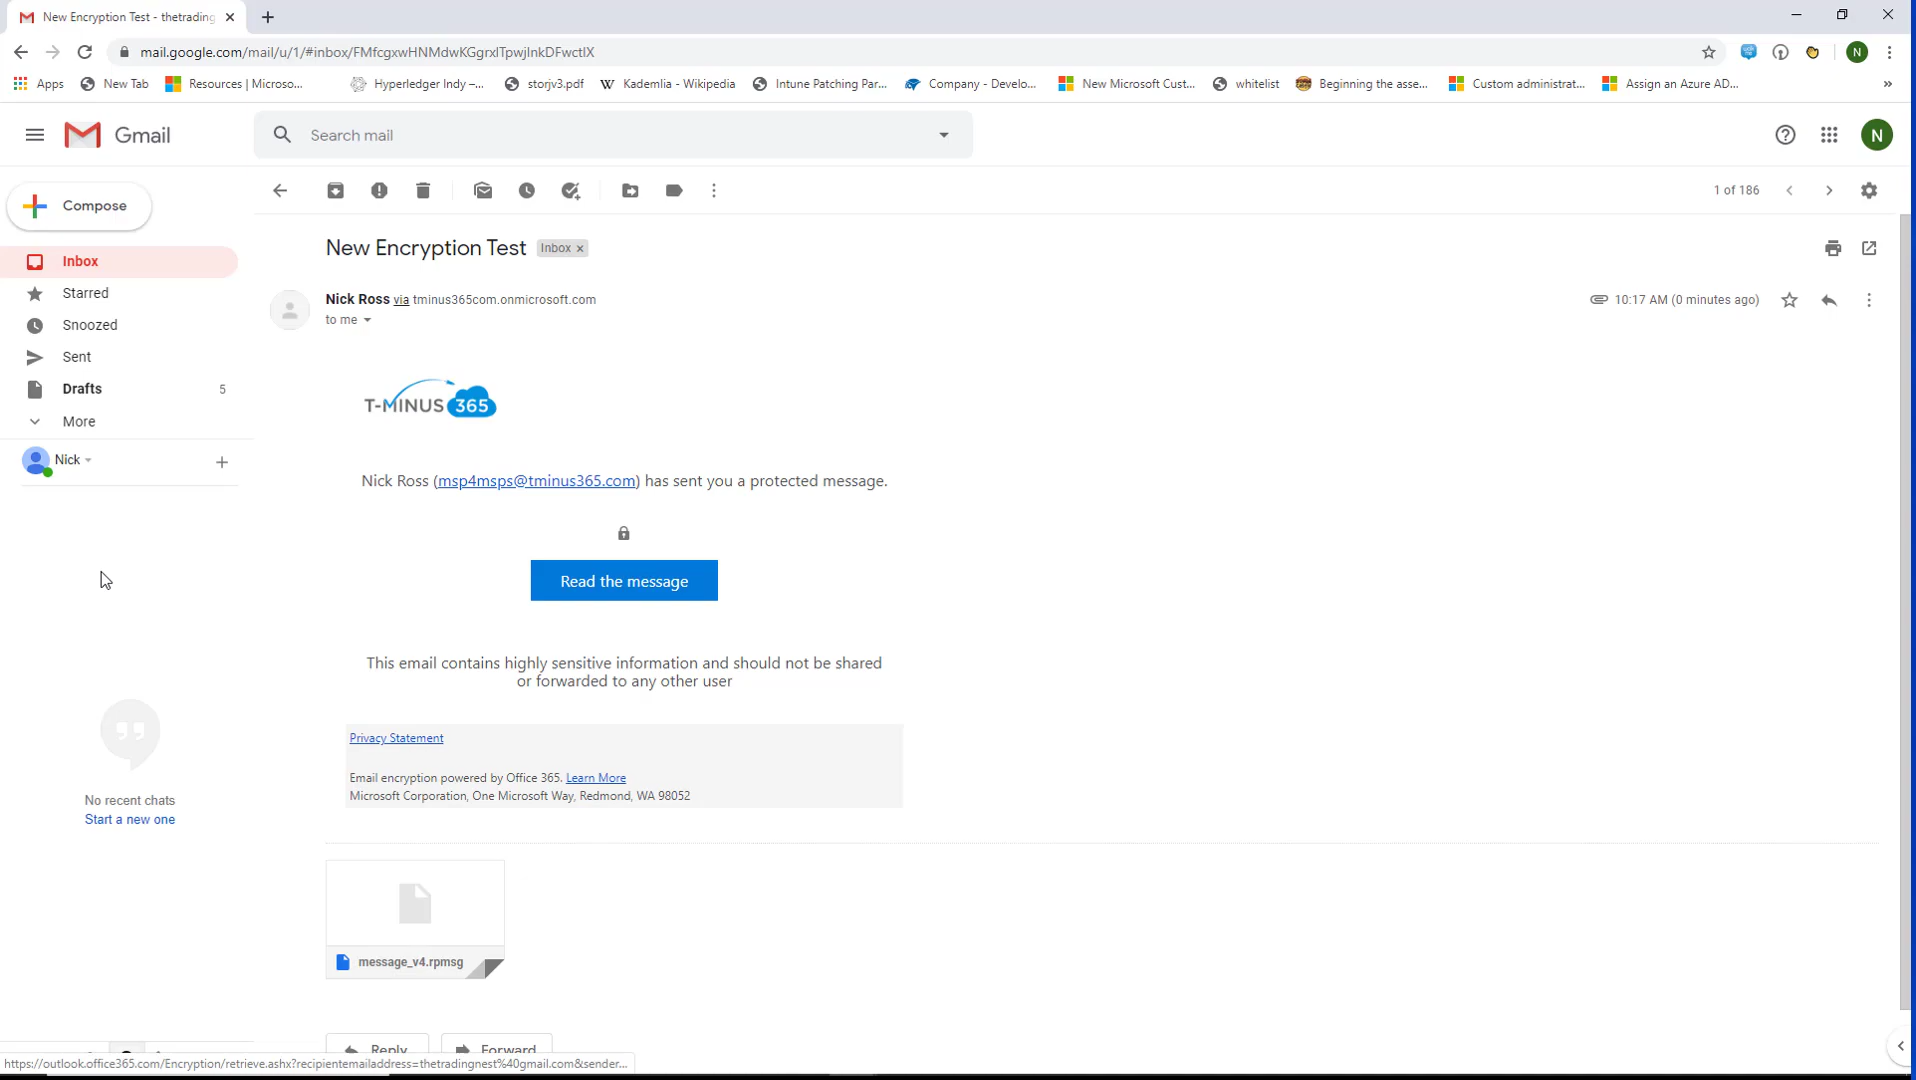 New Encryption Test - thetrading
mail.google.com/mail/u/1/#inbox/FMfcgxwHNMdwKGgrxlTpwjlnkDFwctlX
N
Apps
New Tab
Resources | Microso...
Hyperledger Indy –...
storjv3.pdf
W Kademlia - Wikipedia
Intune Patching Par...
Company - Develo...
New Microsoft Cust...
whitelist
Beginning the asse...
Custom administrat...
Assign an Azure AD...
»
Gmail
Search mail
N
Compose
1 of 186
New Encryption Test
Inbox x
Inbox
Starred
Snoozed
Sent
Drafts 5
More
Nick
Nick Ross via tminus365com.onmicrosoft.com
10:17 AM (0 minutes ago)
to me
T-MINUS 365
Nick Ross (msp4msps@tminus365.com) has sent you a protected message.
Read the message
This email contains highly sensitive information and should not be shared
or forwarded to any other user
Privacy Statement
Email encryption powered by Office 365. Learn More
Microsoft Corporation, One Microsoft Way, Redmond, WA 98052
No recent chats
Start a new one
message_v4.rpmsg
Reply
Forward
https://outlook.office365.com/Encryption/retrieve.ashx?recipientemailaddress=thetradingnest%40gmail.com&sender...